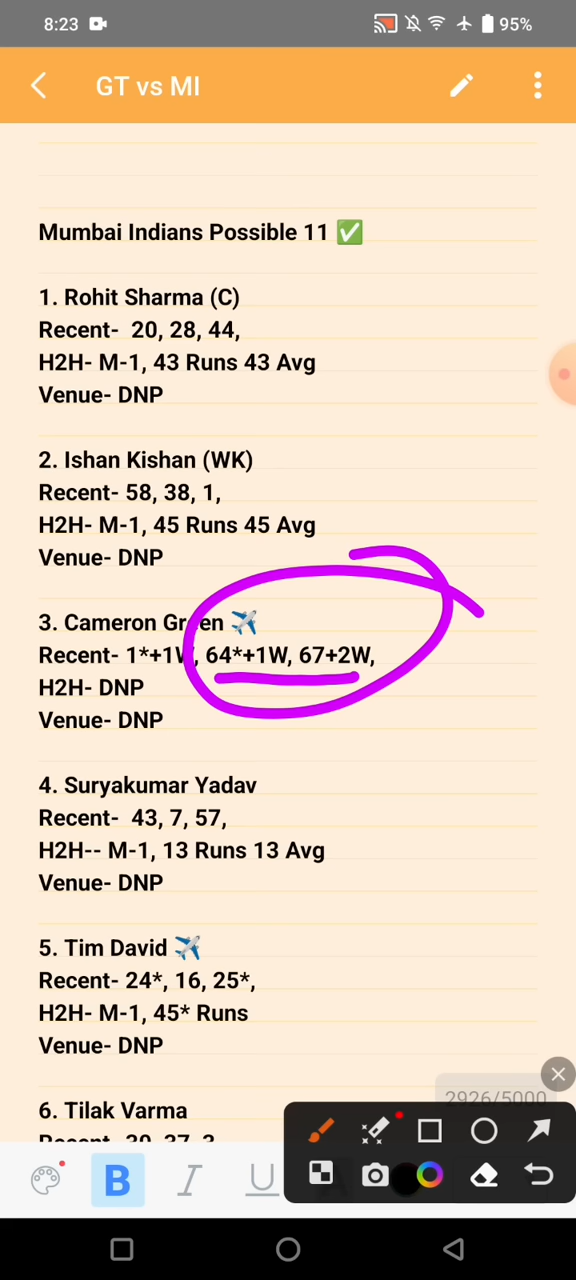 8:23
95%
GT vs MI
Mumbai Indians Possible 11 ✅
1. Rohit Sharma (C)
Recent- 20, 28, 44,
H2H- M-1, 43 Runs 43 Avg
Venue- DNP
2. Ishan Kishan (WK)
Recent- 58, 38, 1,
H2H- M-1, 45 Runs 45 Avg
Venue- DNP
3. Cameron Green ✈️
Recent- 1*+1W, 64*+1W, 67+2W,
H2H- DNP
Venue- DNP
4. Suryakumar Yadav
Recent- 43, 7, 57,
H2H-- M-1, 13 Runs 13 Avg
Venue- DNP
5. Tim David ✈️
Recent- 24*, 16, 25*,
H2H- M-1, 45* Runs
Venue- DNP
2926/5000
6. Tilak Varma
Recent- 30, 37, 3
B I U